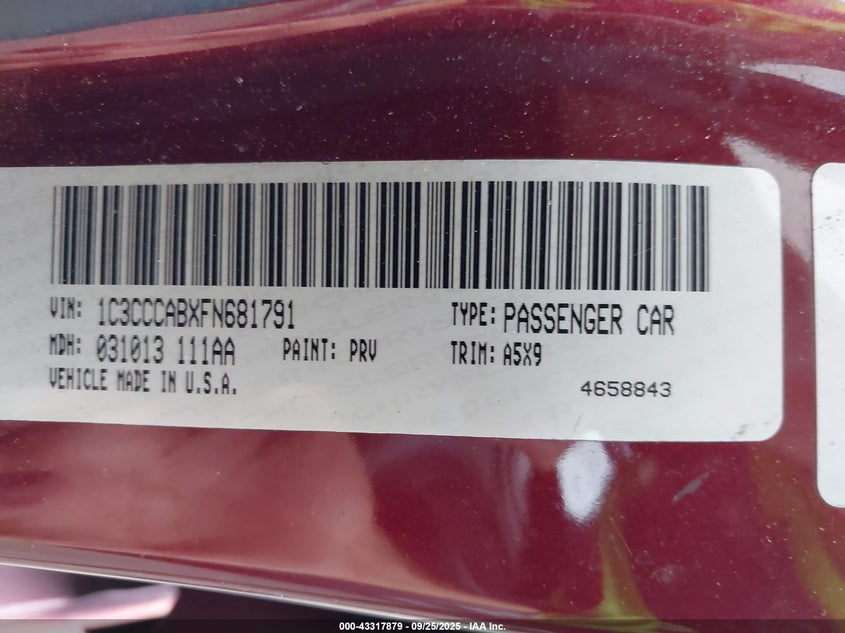 VIN: 1C3CCCABXFN681791 TYPE: PASSENGER CAR
MDH: 031013 111AA PAINT: PRV TRIM: A5X9
VEHICLE MADE IN U.S.A. 4658843
000-43317879 - 09/25/2025 - IAA Inc.